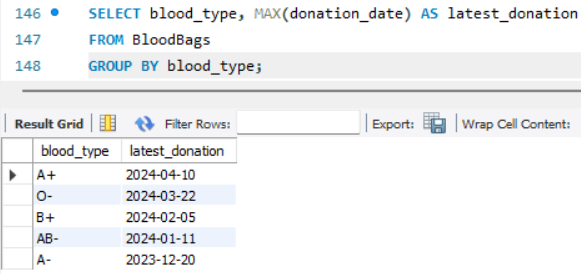 146 SELECT blood_type, MAX(donation_date) AS latest_donation
147 FROM BloodBags
148 GROUP BY blood_type;
Result Grid Filter Rows: Export: Wrap Cell Content:
blood_type latest_donation
A+ 2024-04-10
O- 2024-03-22
B+ 2024-02-05
AB- 2024-01-11
A- 2023-12-20